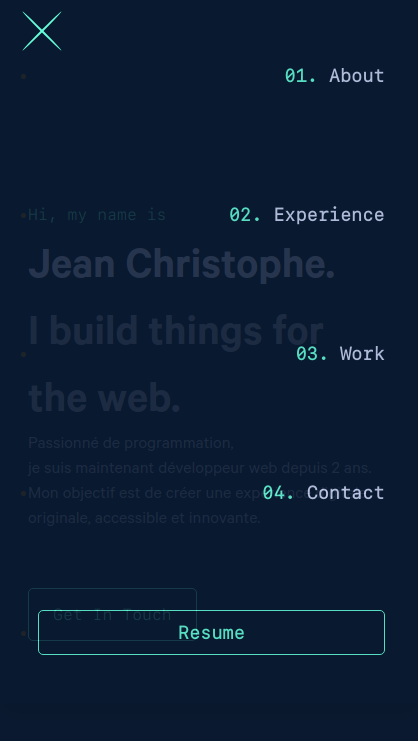 01. About
Hi, my name is
02. Experience
Jean Christophe.
I build things for
03. Work
the web.
Passionné de programmation,
je suis maintenant développeur web depuis 2 ans.
Mon objectif est de créer une
04. Contact
originale, accessible et innovante.
Get In Touch
Resume